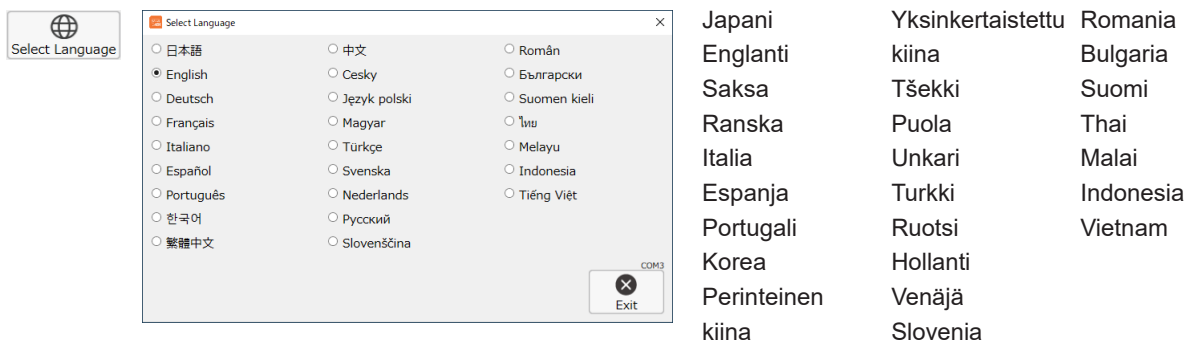 Select Language
Select Language
日本語
English
Deutsch
Français
Italiano
Español
Português
한국어
繁體中文
中文
Cesky
Język polski
Magyar
Türkçe
Svenska
Nederlands
Русский
Slovenščina
Român
Български
Suomen kieli
ไทย
Melayu
Indonesia
Tiếng Việt
COM3
Exit
Japani
Englanti
Saksa
Ranska
Italia
Espanja
Portugali
Korea
Perinteinen
kiina
Yksinkertaistettu
kiina
Tšekki
Puola
Unkari
Turkki
Ruotsi
Hollanti
Venäjä
Slovenia
Romania
Bulgaria
Suomi
Thai
Malai
Indonesia
Vietnam